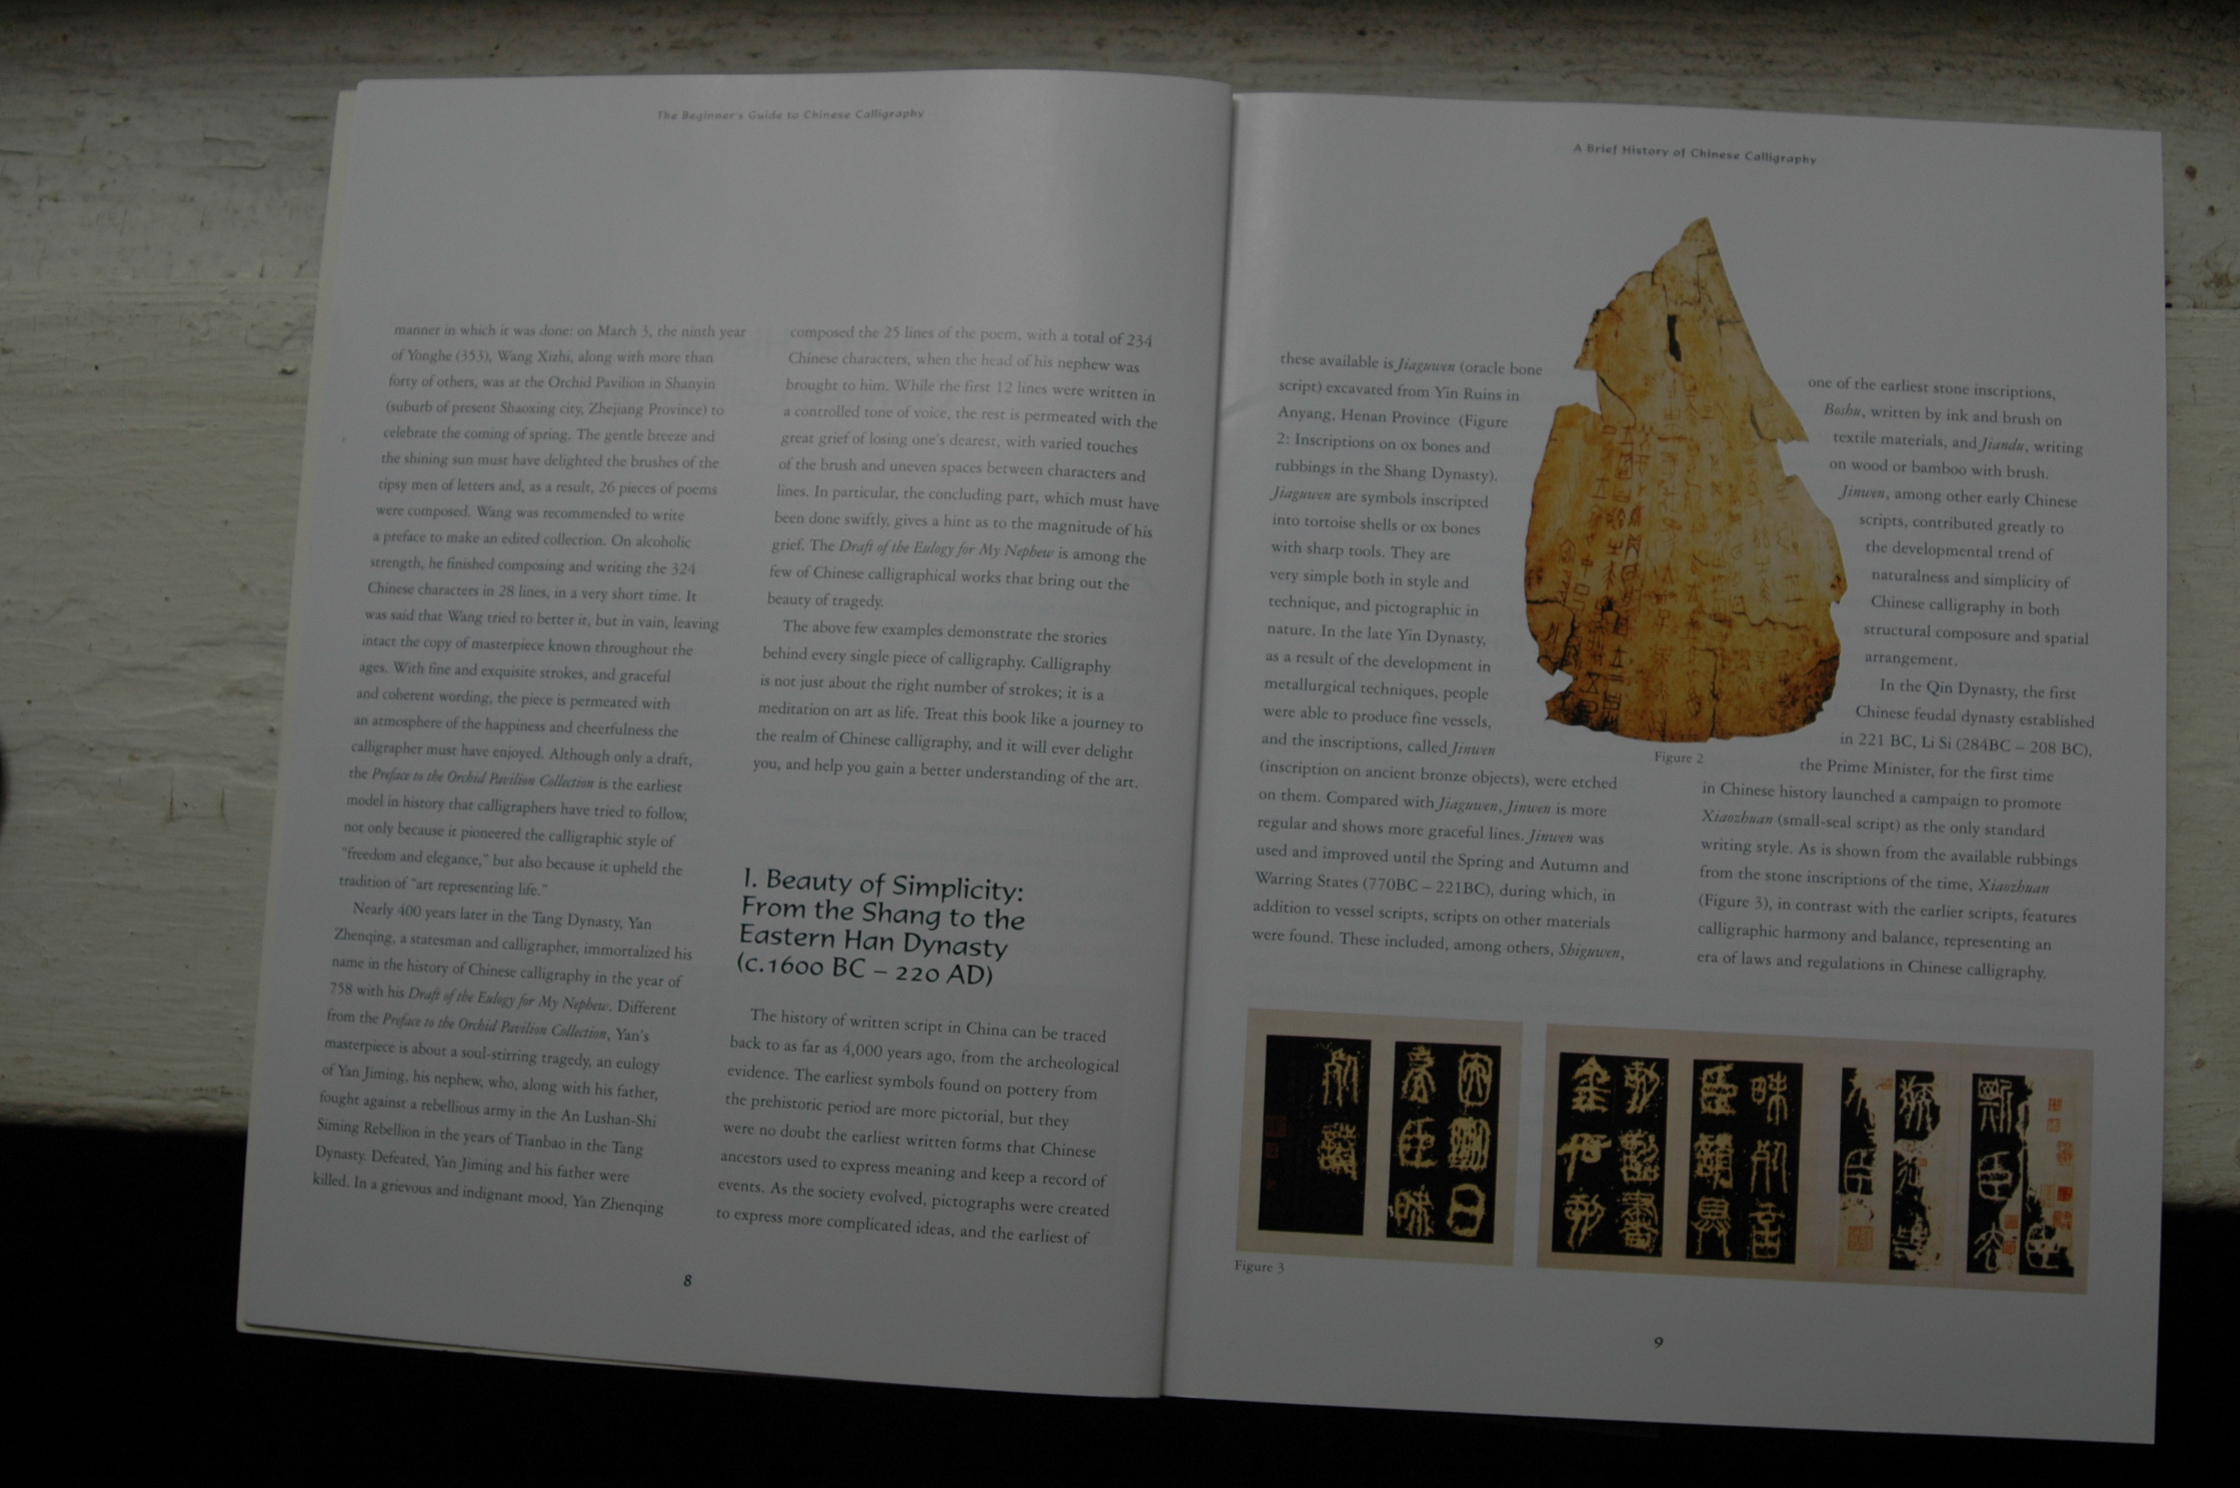 The Beginner's Guide to Chinese Calligraphy
manner in which it was done: on March 3, the ninth year
of Yonghe (353), Wang Xizhi, along with more than
forty of others, was at the Orchid Pavilion in Shanyin
(suburb of present Shaoxing city, Zhejiang Province) to
celebrate the coming of spring. The gentle breeze and
the shining sun must have delighted the brushes of the
tipsy men of letters and, as a result, 26 pieces of poems
were composed. Wang was recommended to write
a preface to make an edited collection. On alcoholic
strength, he finished composing and writing the 324
Chinese characters in 28 lines, in a very short time. It
was said that Wang tried to better it, but in vain, leaving
intact the copy of masterpiece known throughout the
ages. With fine and exquisite strokes, and graceful
and coherent wording, the piece is permeated with
an atmosphere of the happiness and cheerfulness the
calligrapher must have enjoyed. Although only a draft,
the Preface to the Orchid Pavilion Collection is the earliest
model in history that calligraphers have tried to follow,
not only because it pioneered the calligraphic style of
"freedom and elegance," but also because it upheld the
tradition of "art representing life."
Nearly 400 years later in the Tang Dynasty, Yan
Zhenqing, a statesman and calligrapher, immortalized his
name in the history of Chinese calligraphy in the year of
758 with his Draft of the Eulogy for My Nephew. Different
from the Preface to the Orchid Pavilion Collection, Yan's
masterpiece is about a soul-stirring tragedy, an eulogy
of Yan Jiming, his nephew, who, along with his father,
fought against a rebellious army in the An Lushan-Shi
Siming Rebellion in the years of Tianbao in the Tang
Dynasty. Defeated, Yan Jiming and his father were
killed. In a grievous and indignant mood, Yan Zhenqing
composed the 25 lines of the poem, with a total of 234
Chinese characters, when the head of his nephew was
brought to him. While the first 12 lines were written in
a controlled tone of voice, the rest is permeated with the
great grief of losing one's dearest, with varied touches
of the brush and uneven spaces between characters and
lines. In particular, the concluding part, which must have
been done swiftly, gives a hint as to the magnitude of his
grief. The Draft of the Eulogy for My Nephew is among the
few of Chinese calligraphical works that bring out the
beauty of tragedy.
The above few examples demonstrate the stories
behind every single piece of calligraphy. Calligraphy
is not just about the right number of strokes; it is a
meditation on art as life. Treat this book like a journey to
the realm of Chinese calligraphy, and it will ever delight
you, and help you gain a better understanding of the art.
I. Beauty of Simplicity:
From the Shang to the
Eastern Han Dynasty
(c.1600 BC – 220 AD)
The history of written script in China can be traced
back to as far as 4,000 years ago, from the archeological
evidence. The earliest symbols found on pottery from
the prehistoric period are more pictorial, but they
were no doubt the earliest written forms that Chinese
ancestors used to express meaning and keep a record of
events. As the society evolved, pictographs were created
to express more complicated ideas, and the earliest of
8
A Brief History of Chinese Calligraphy
these available is Jiaguwen (oracle bone
script) excavated from Yin Ruins in
Anyang, Henan Province (Figure
2: Inscriptions on ox bones and
rubbings in the Shang Dynasty).
Jiaguwen are symbols inscripted
into tortoise shells or ox bones
with sharp tools. They are
very simple both in style and
technique, and pictographic in
nature. In the late Yin Dynasty,
as a result of the development in
metallurgical techniques, people
were able to produce fine vessels,
and the inscriptions, called Jinwen
(inscription on ancient bronze objects), were etched
on them. Compared with Jiaguwen, Jinwen is more
regular and shows more graceful lines. Jinwen was
used and improved until the Spring and Autumn and
Warring States (770BC – 221BC), during which, in
addition to vessel scripts, scripts on other materials
were found. These included, among others, Shiguwen,
Figure 2
one of the earliest stone inscriptions,
Boshu, written by ink and brush on
textile materials, and Jiandu, writing
on wood or bamboo with brush.
Jinwen, among other early Chinese
scripts, contributed greatly to
the developmental trend of
naturalness and simplicity of
Chinese calligraphy in both
structural composure and spatial
arrangement.
In the Qin Dynasty, the first
Chinese feudal dynasty established
in 221 BC, Li Si (284BC – 208 BC),
the Prime Minister, for the first time
in Chinese history launched a campaign to promote
Xiaozhuan (small-seal script) as the only standard
writing style. As is shown from the available rubbings
from the stone inscriptions of the time, Xiaozhuan
(Figure 3), in contrast with the earlier scripts, features
calligraphic harmony and balance, representing an
era of laws and regulations in Chinese calligraphy.
Figure 3
9